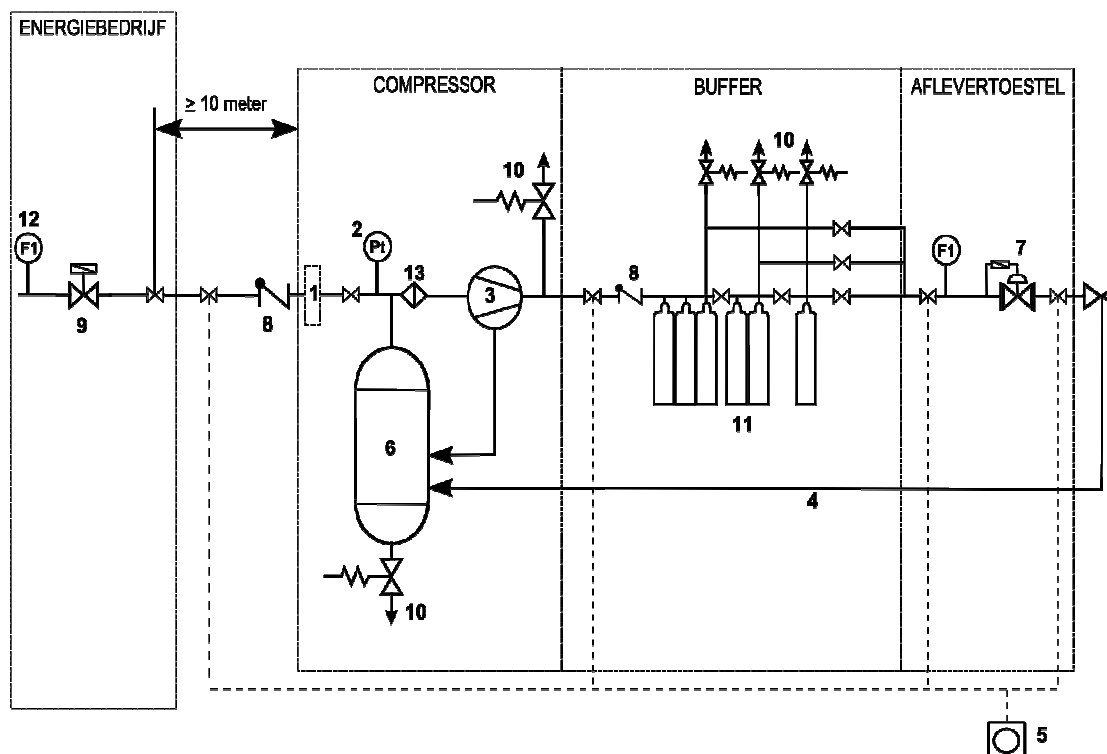 ENERGIEBEDRIJF
COMPRESSOR
BUFFER
AFLEVERTOESTEL
≥ 10 meter
10
10
12
F1
2
Pt
13
3
8
F1
7
9
8
1
11
6
4
10
5